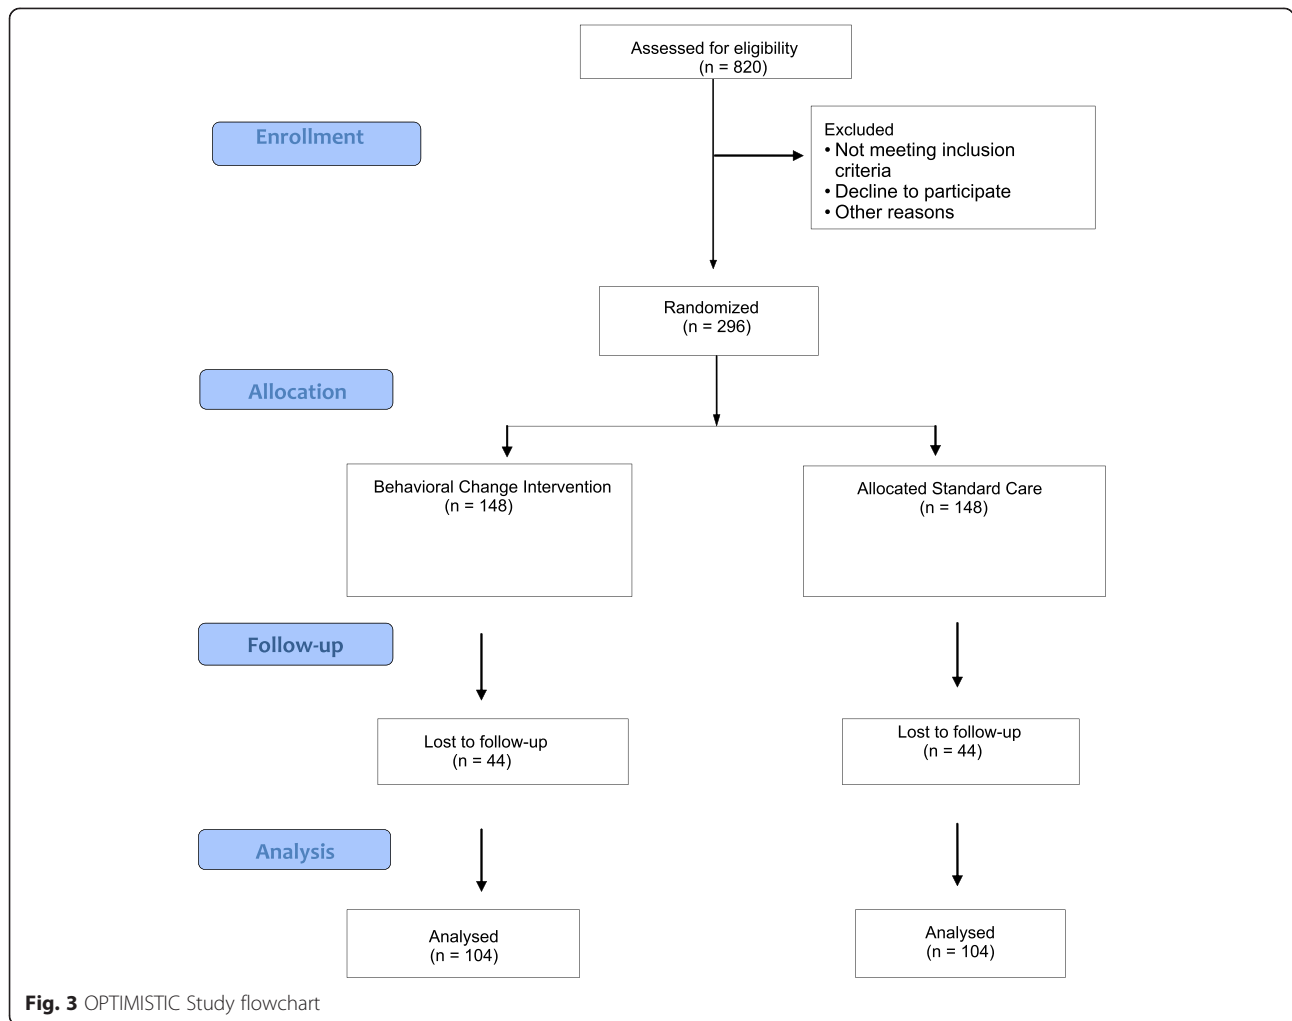 Assessed for eligibility
(n = 820)
Enrollment
Excluded
• Not meeting inclusion
criteria
• Decline to participate
• Other reasons
Randomized
(n = 296)
Allocation
Behavioral Change Intervention
(n = 148)
Allocated Standard Care
(n = 148)
Follow-up
Lost to follow-up
(n = 44)
Lost to follow-up
(n = 44)
Analysis
Analysed
(n = 104)
Analysed
(n = 104)
Fig. 3 OPTIMISTIC Study flowchart